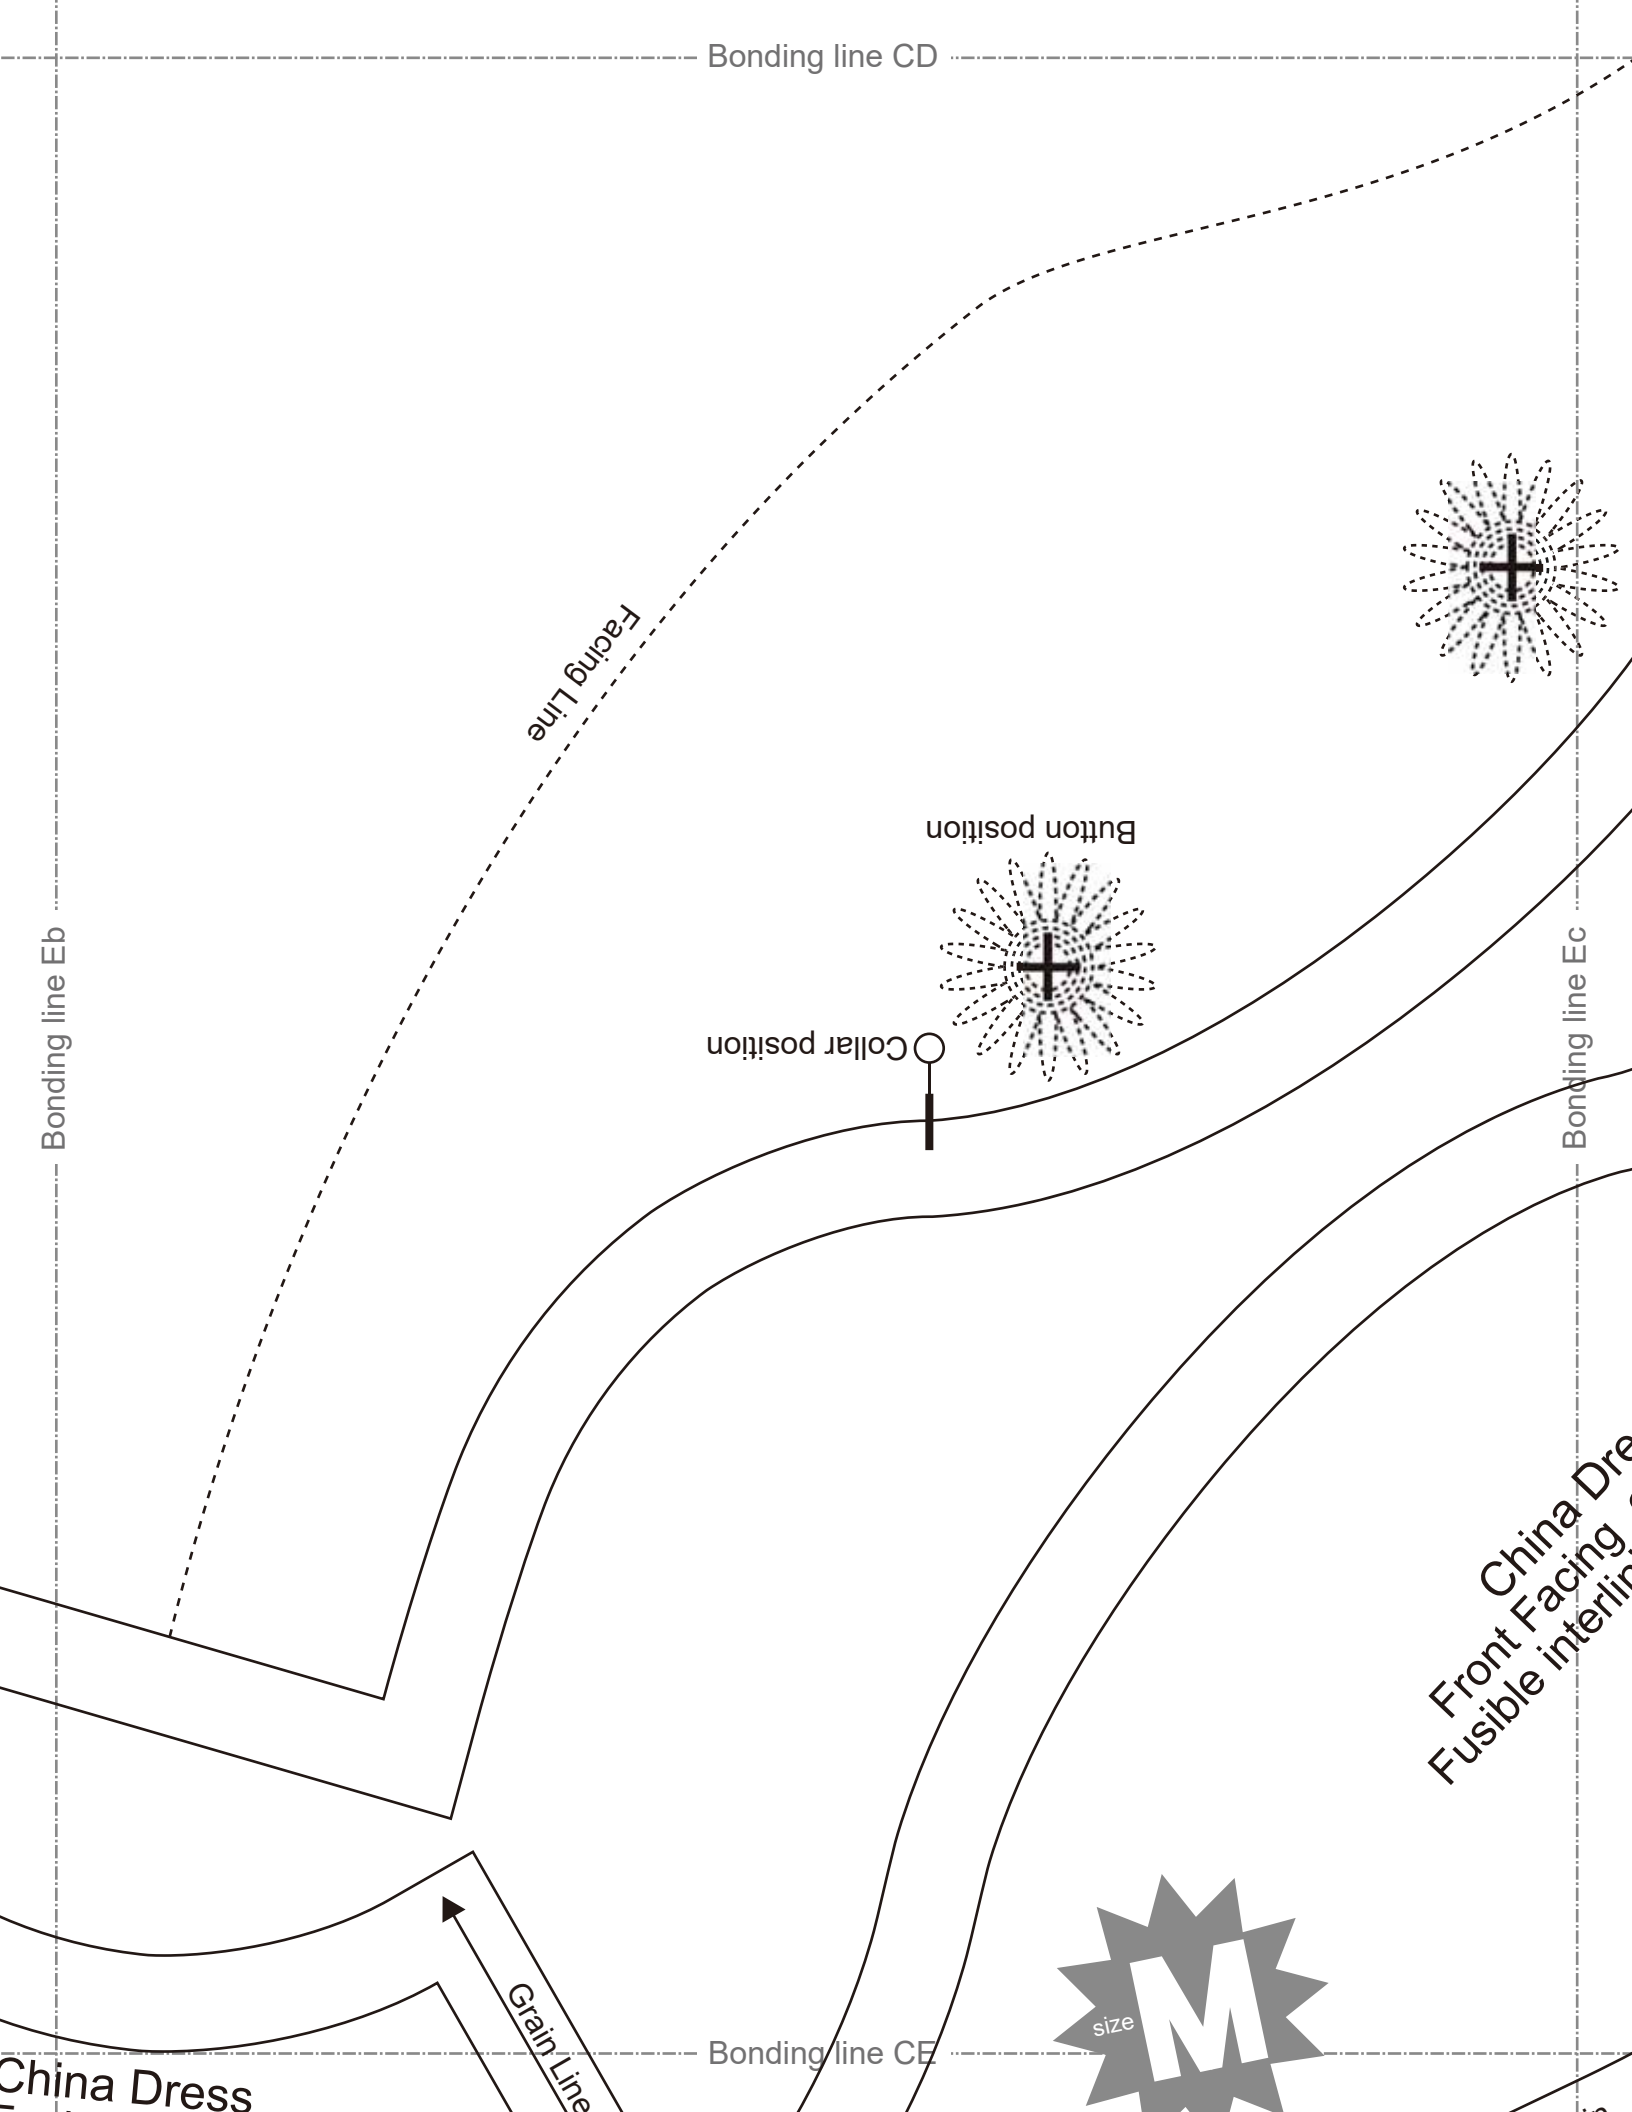 Bonding line CD
Facing Line
Button position
Bonding line Eb
Bonding line Ec
Collar position
China Dre
Front Facing
Fusible interlin
size
M
Grain Line
Bonding line CE
China Dress